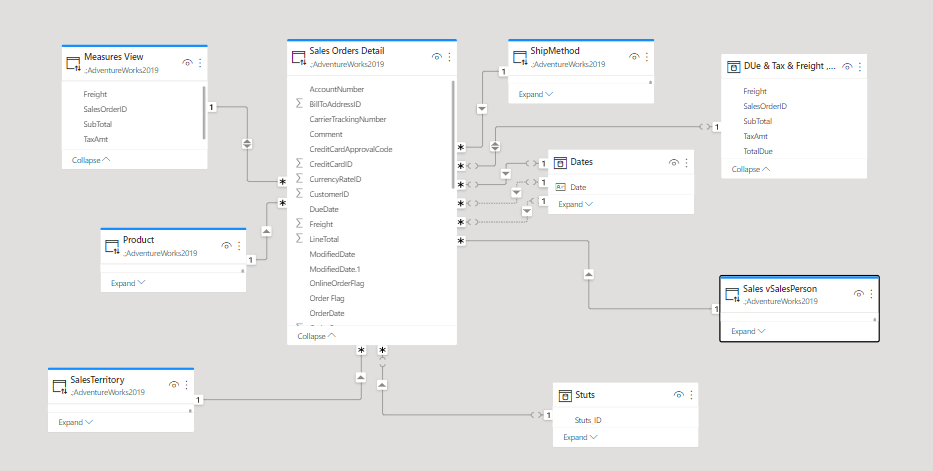 Measures View
.;AdventureWorks2019
Freight
SalesOrderID
SubTotal
TaxAmt
Collapse
1
*
Sales Orders Detail
.;AdventureWorks2019
AccountNumber
BillToAddressID
CarrierTrackingNumber
Comment
CreditCardApprovalCode
CreditCardID
CurrencyRateID
CustomerID
DueDate
Freight
LineTotal
ModifiedDate
ModifiedDate.1
OnlineOrderFlag
Order Flag
OrderDate
Collapse
ShipMethod
.;AdventureWorks2019
Expand
1
*
DUe & Tax & Freight ,...
Freight
SalesOrderID
SubTotal
TaxAmt
TotalDue
Collapse
1
*
Dates
Date
Expand
1
1
1
*
*
*
Product
.;AdventureWorks2019
Expand
1
*
Sales vSalesPerson
.;AdventureWorks2019
Expand
1
*
SalesTerritory
.;AdventureWorks2019
Expand
1
*
Stuts
Stuts_ID
Expand
1
*